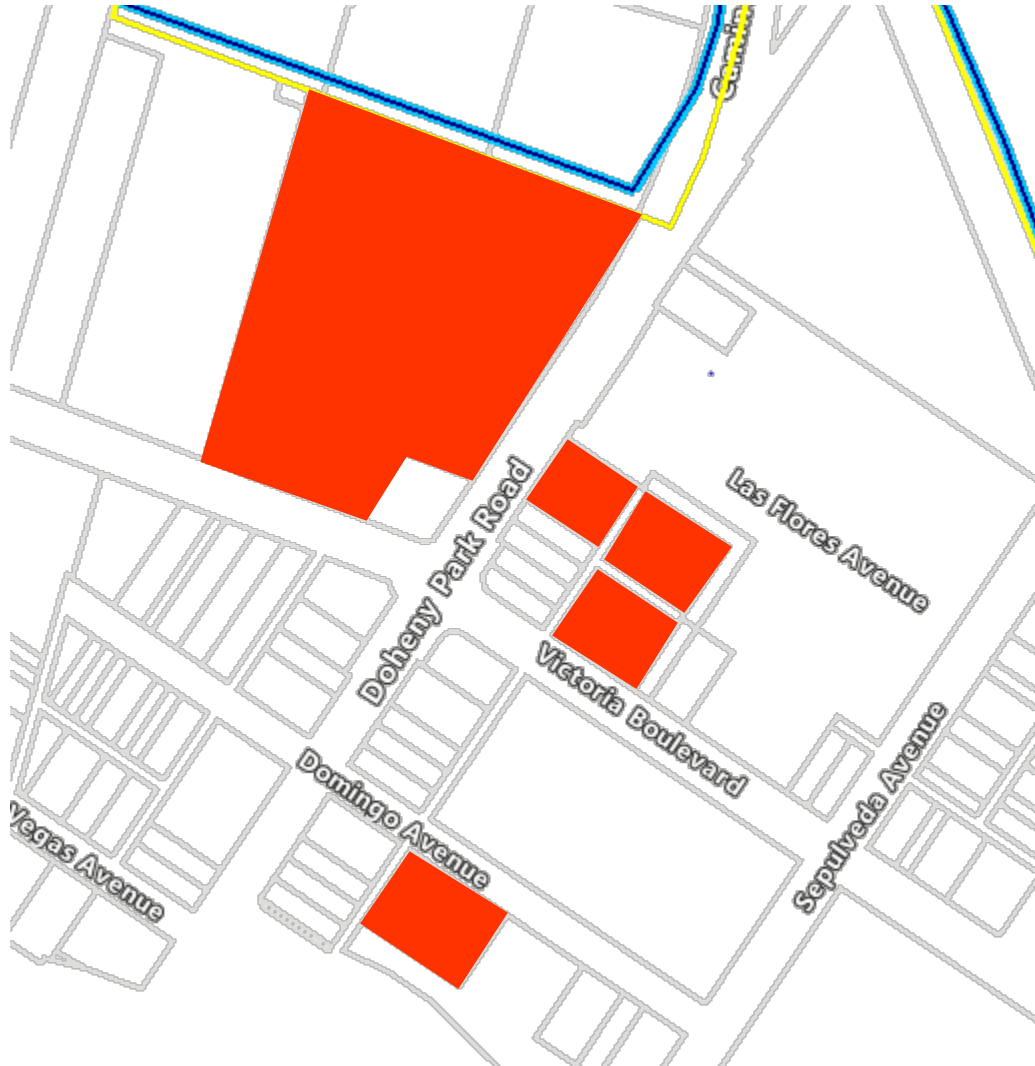 Las Flores Avenue
Doheny Park Road
Victoria Boulevard
Domingo Avenue
Sepulveda Avenue
Vegas Avenue